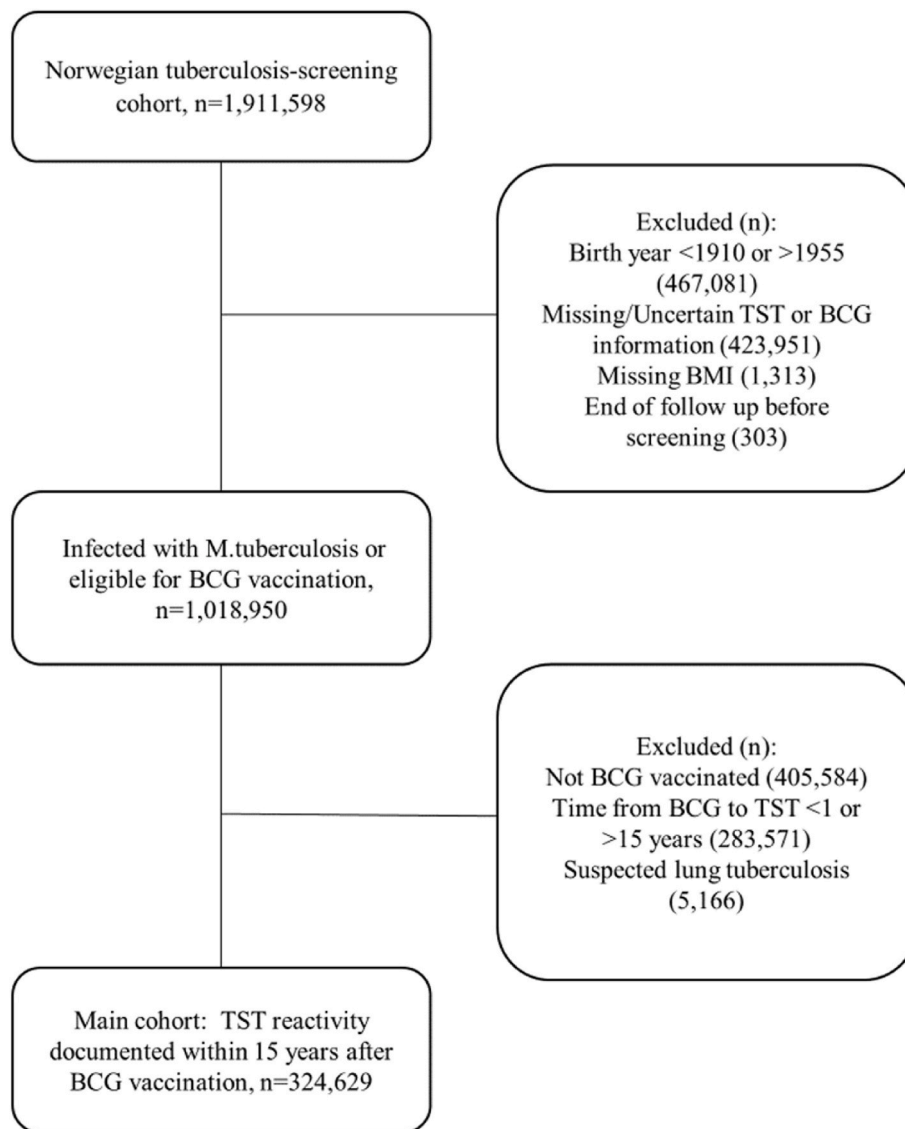 Norwegian tuberculosis-screening
cohort, n=1,911,598
Excluded (n):
Birth year <1910 or >1955
(467,081)
Missing/Uncertain TST or BCG
information (423,951)
Missing BMI (1,313)
End of follow up before
screening (303)
Infected with M.tuberculosis or
eligible for BCG vaccination,
n=1,018,950
Excluded (n):
Not BCG vaccinated (405,584)
Time from BCG to TST <1 or
>15 years (283,571)
Suspected lung tuberculosis
(5,166)
Main cohort:  TST reactivity
documented within 15 years after
BCG vaccination, n=324,629